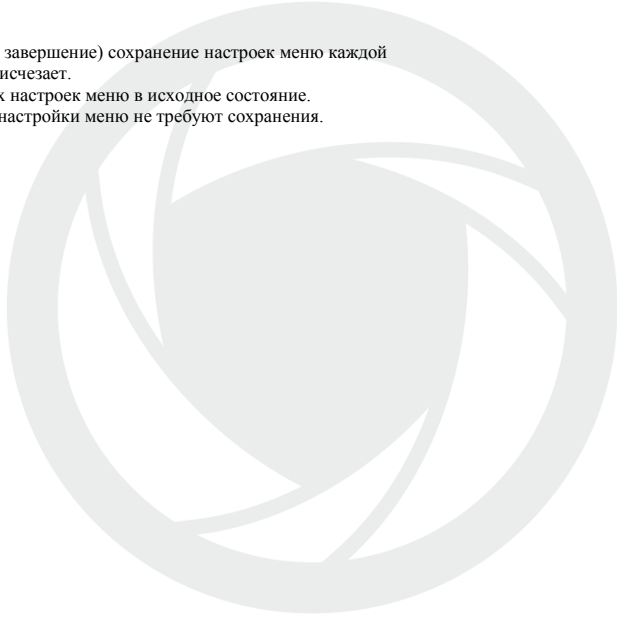 завершение) сохранение настроек меню каждой
исчезает.
х настроек меню в исходное состояние.
настройки меню не требуют сохранения.